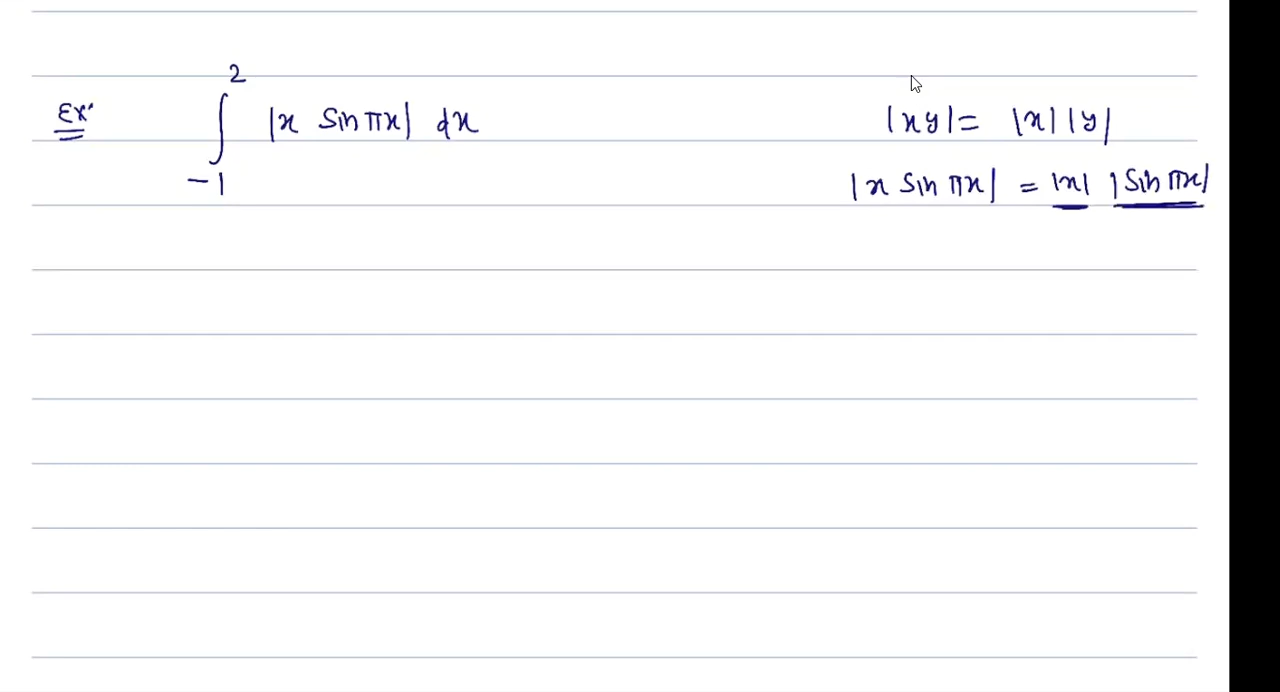 Ex. ∫_{-1}^{2} |x sin πx| dx
|xy| = |x| |y|
|x sin πx| = |x| |sin πx|